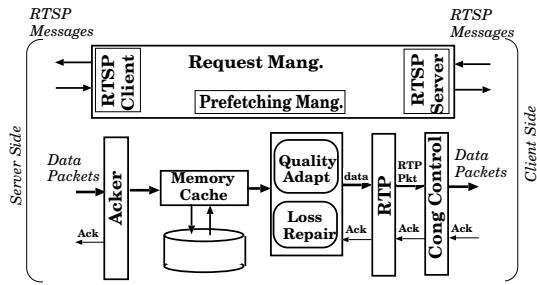 RTSP
Messages
RTSP
Messages
Request Mang.
RTSP
Client
RTSP
Server
Prefetching Mang.
Server Side
Client Side
Data
Packets
Acker
Memory
Cache
Quality
Adapt
Loss
Repair
data
RTP
RTP
Pkt
Cong Control
Data
Packets
Ack
Ack
Ack
Ack